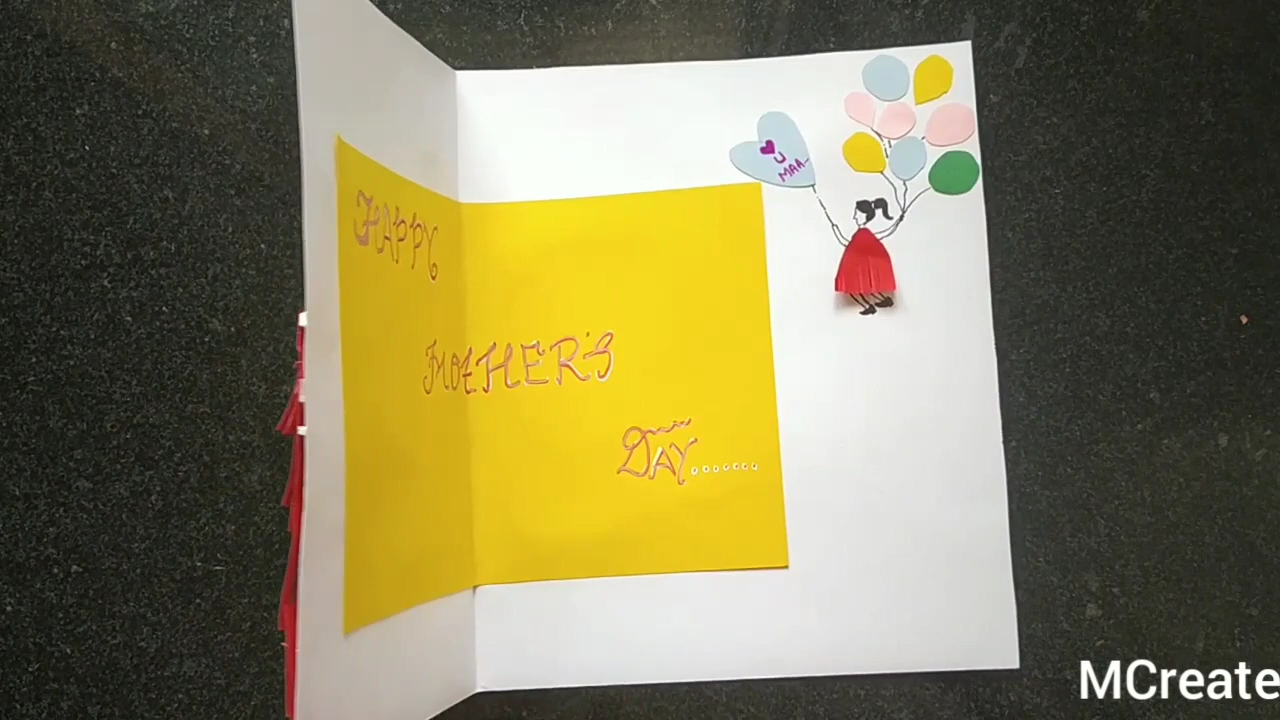 HAPPY
MOTHER'S
DAY.......
♥ U
MAA-
MCreate